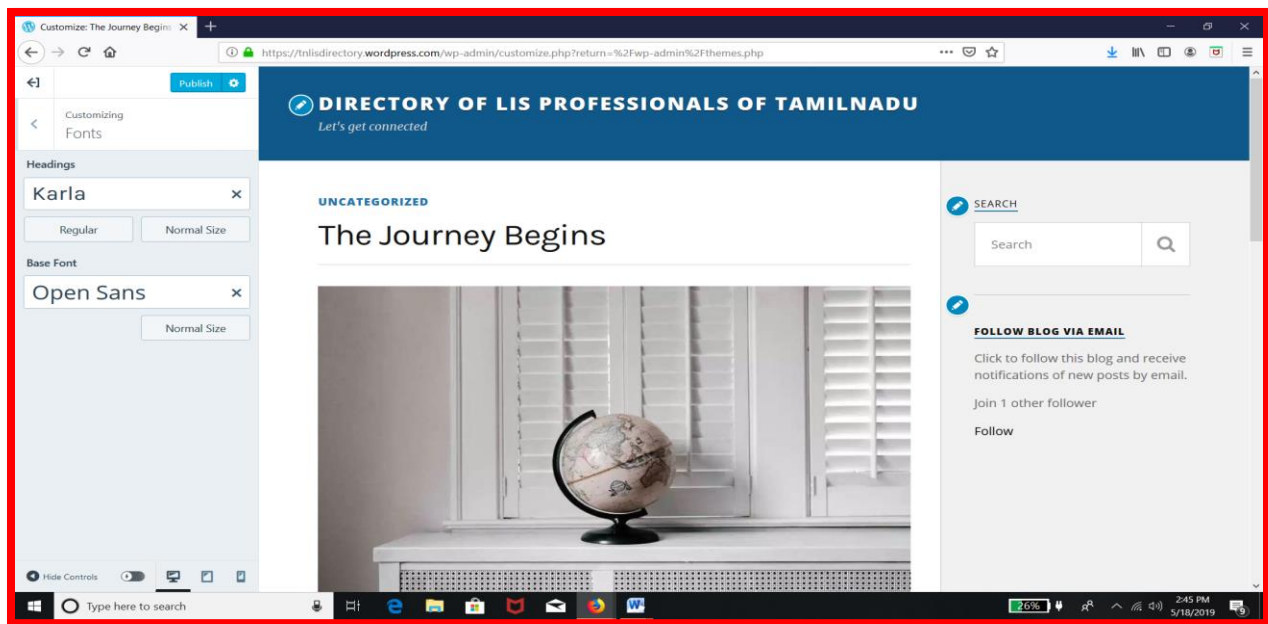 Customize: The Journey Begins
https://tnlisdirectory.wordpress.com/wp-admin/customize.php?return=%2Fwp-admin%2Fthemes.php
Publish
Customizing
Fonts
Headings
Karla
Regular Normal Size
Base Font
Open Sans
Normal Size
Hide Controls
DIRECTORY OF LIS PROFESSIONALS OF TAMILNADU
Let's get connected
UNCATEGORIZED
The Journey Begins
SEARCH
Search
FOLLOW BLOG VIA EMAIL
Click to follow this blog and receive
notifications of new posts by email.
Join 1 other follower
Follow
Type here to search
26%
2:45 PM
5/18/2019
9